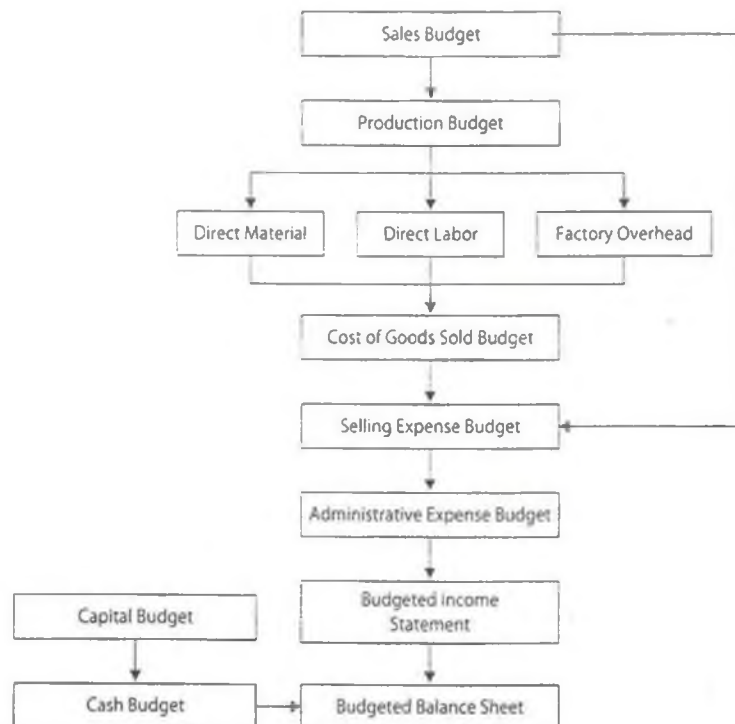 Sales Budget
Production Budget
Direct Material
Direct Labor
Factory Overhead
Cost of Goods Sold Budget
Selling Expense Budget
Administrative Expense Budget
Budgeted Income
Statement
Capital Budget
Cash Budget
Budgeted Balance Sheet